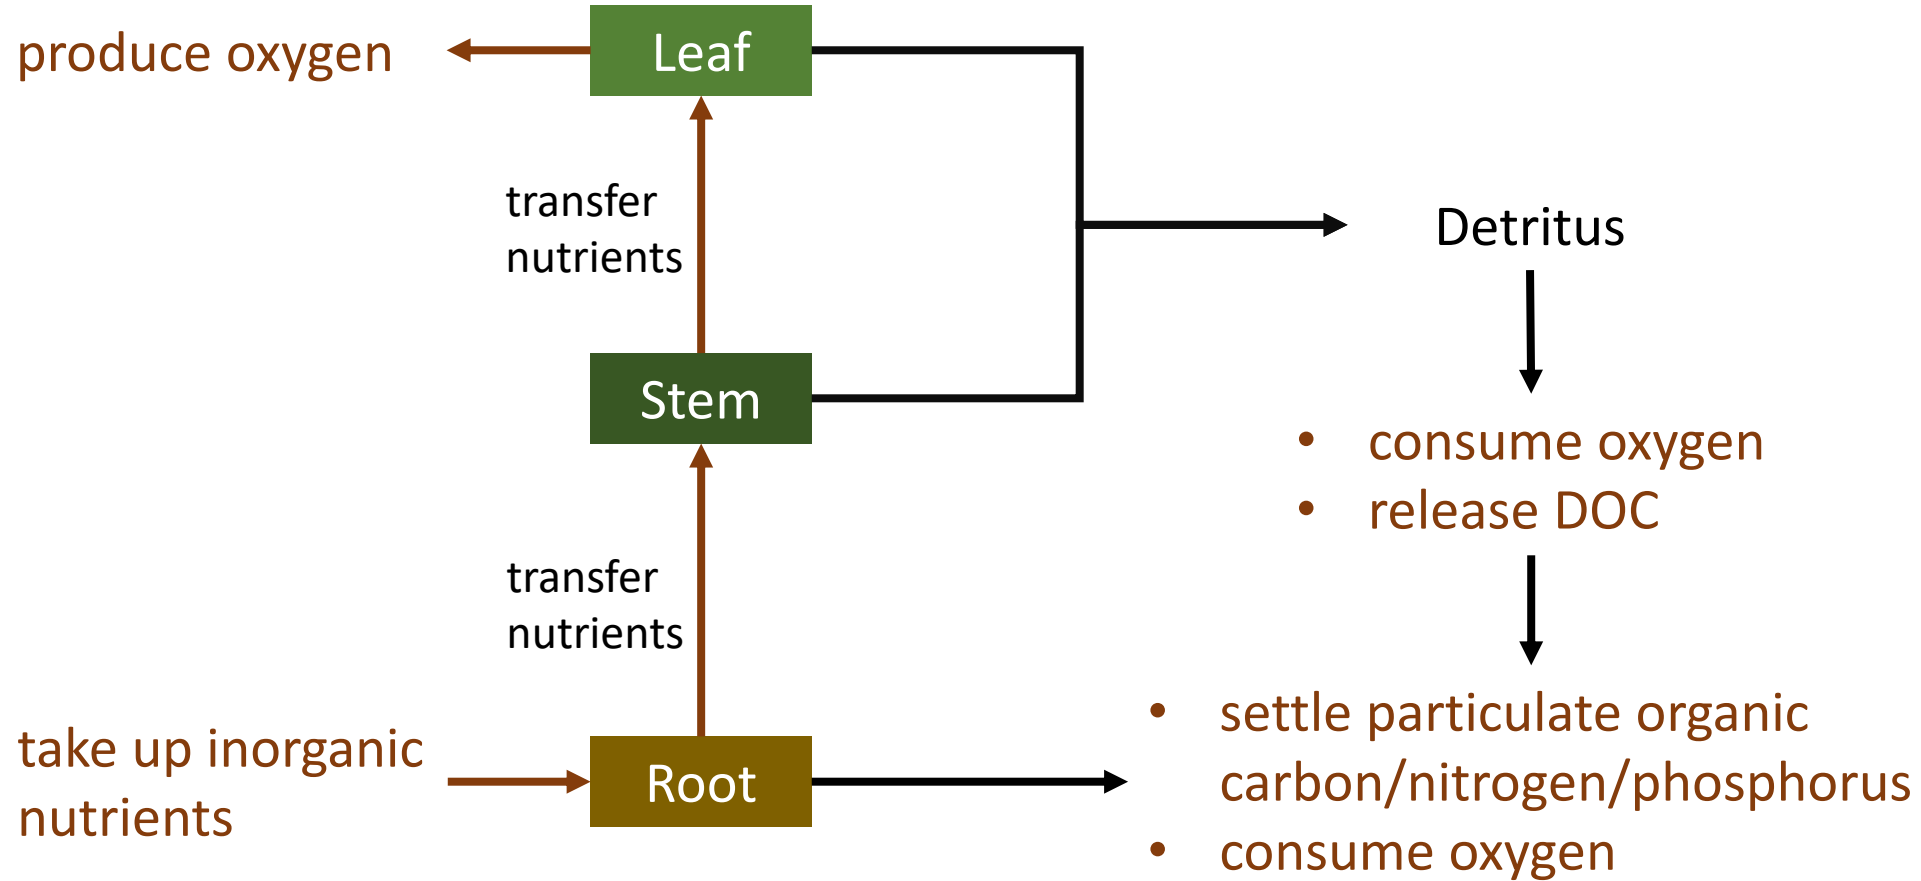 produce oxygen
Leaf
transfer
nutrients
Detritus
Stem
• consume oxygen
• release DOC
transfer
nutrients
take up inorganic
nutrients
Root
• settle particulate organic
carbon/nitrogen/phosphorus
• consume oxygen